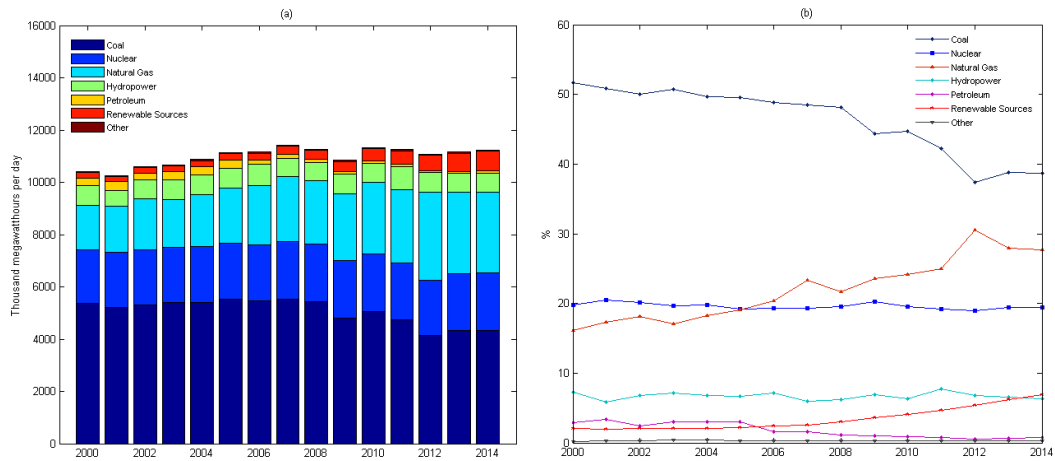 (a)
Thousand megawatthours per day
16000
14000
12000
10000
8000
6000
4000
2000
0
Coal
Nuclear
Natural Gas
Hydropower
Petroleum
Renewable Sources
Other
2000 2002 2004 2006 2008 2010 2012 2014
(b)
%
60
50
40
30
20
10
0
Coal
Nuclear
Natural Gas
Hydropower
Petroleum
Renewable Sources
Other
2000 2002 2004 2006 2008 2010 2012 2014